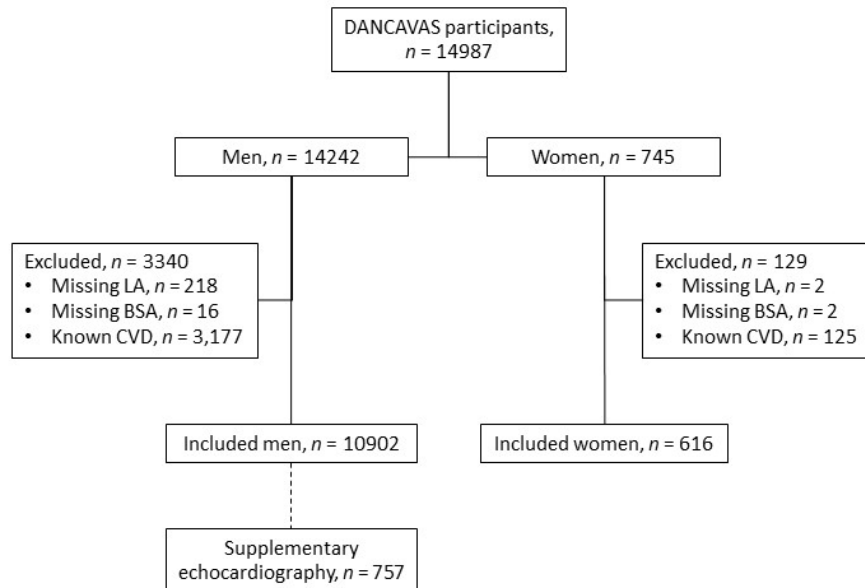 DANCAVAS participants,
n = 14987
Men, n = 14242
Women, n = 745
Excluded, n = 3340
• Missing LA, n = 218
• Missing BSA, n = 16
• Known CVD, n = 3,177
Excluded, n = 129
• Missing LA, n = 2
• Missing BSA, n = 2
• Known CVD, n = 125
Included men, n = 10902
Included women, n = 616
Supplementary
echocardiography, n = 757